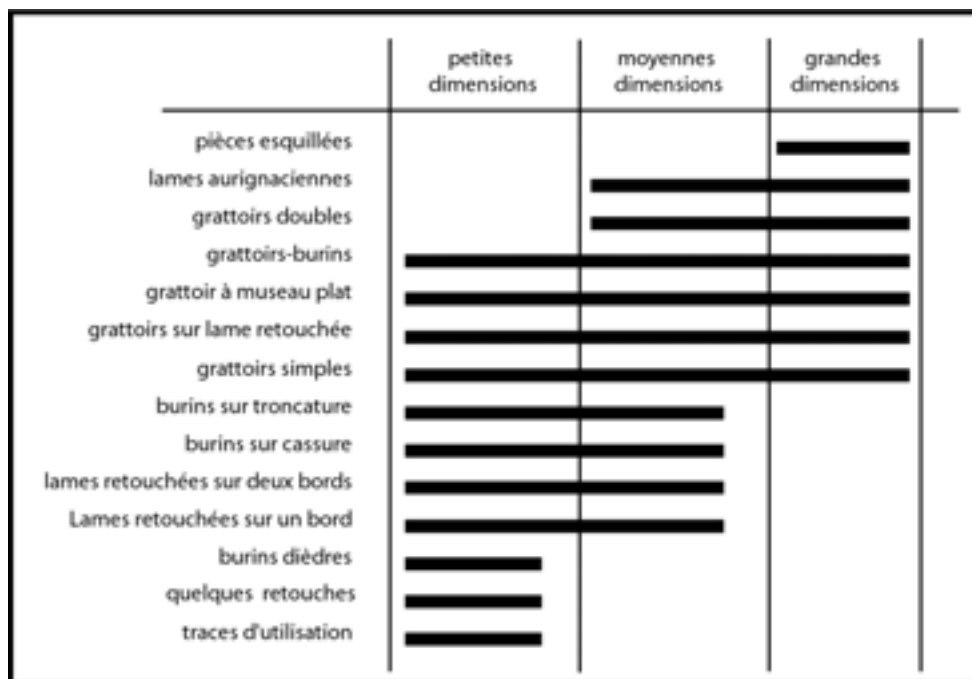 petites
dimensions
moyennes
dimensions
grandes
dimensions
pièces esquillées
lames aurignaciennes
grattoirs doubles
grattoirs-burins
grattoir à museau plat
grattoirs sur lame retouchée
grattoirs simples
burins sur troncature
burins sur cassure
lames retouchées sur deux bords
Lames retouchées sur un bord
burins dièdres
quelques retouches
traces d'utilisation